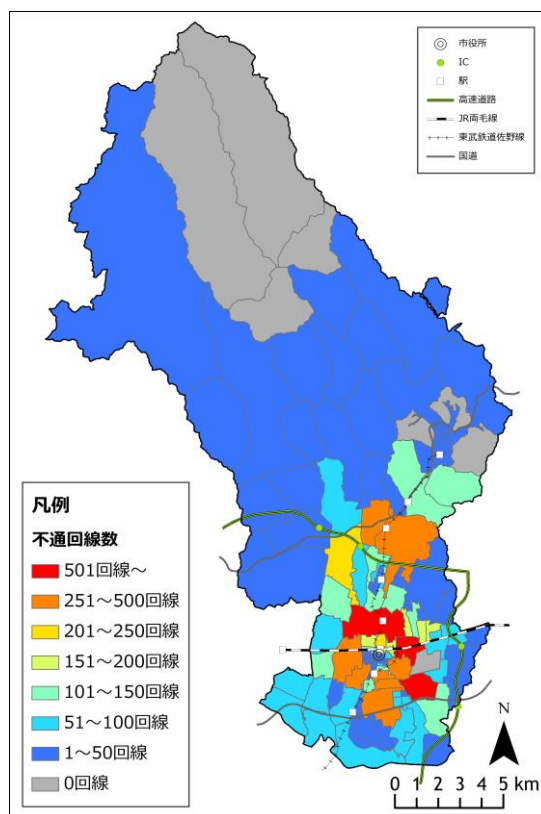 市役所
IC
駅
高速道路
JR両毛線
東武鉄道佐野線
国道
凡例
不通回線数
501回線～
251～500回線
201～250回線
151～200回線
101～150回線
51～100回線
1～50回線
0回線
N
0 1 2 3 4 5 km